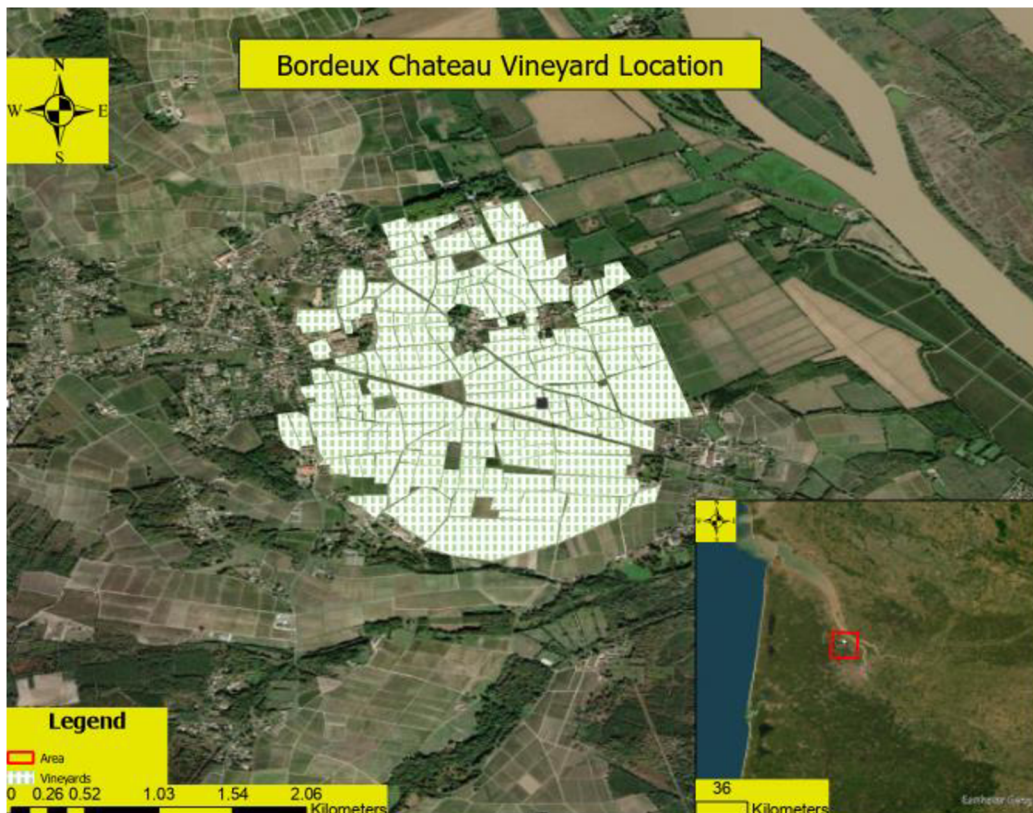 Bordeux Chateau Vineyard Location
N
W E
S
Legend
Area
Vineyards
0 0.26 0.52 1.03 1.54 2.06
Kilometers
36
Kilometers